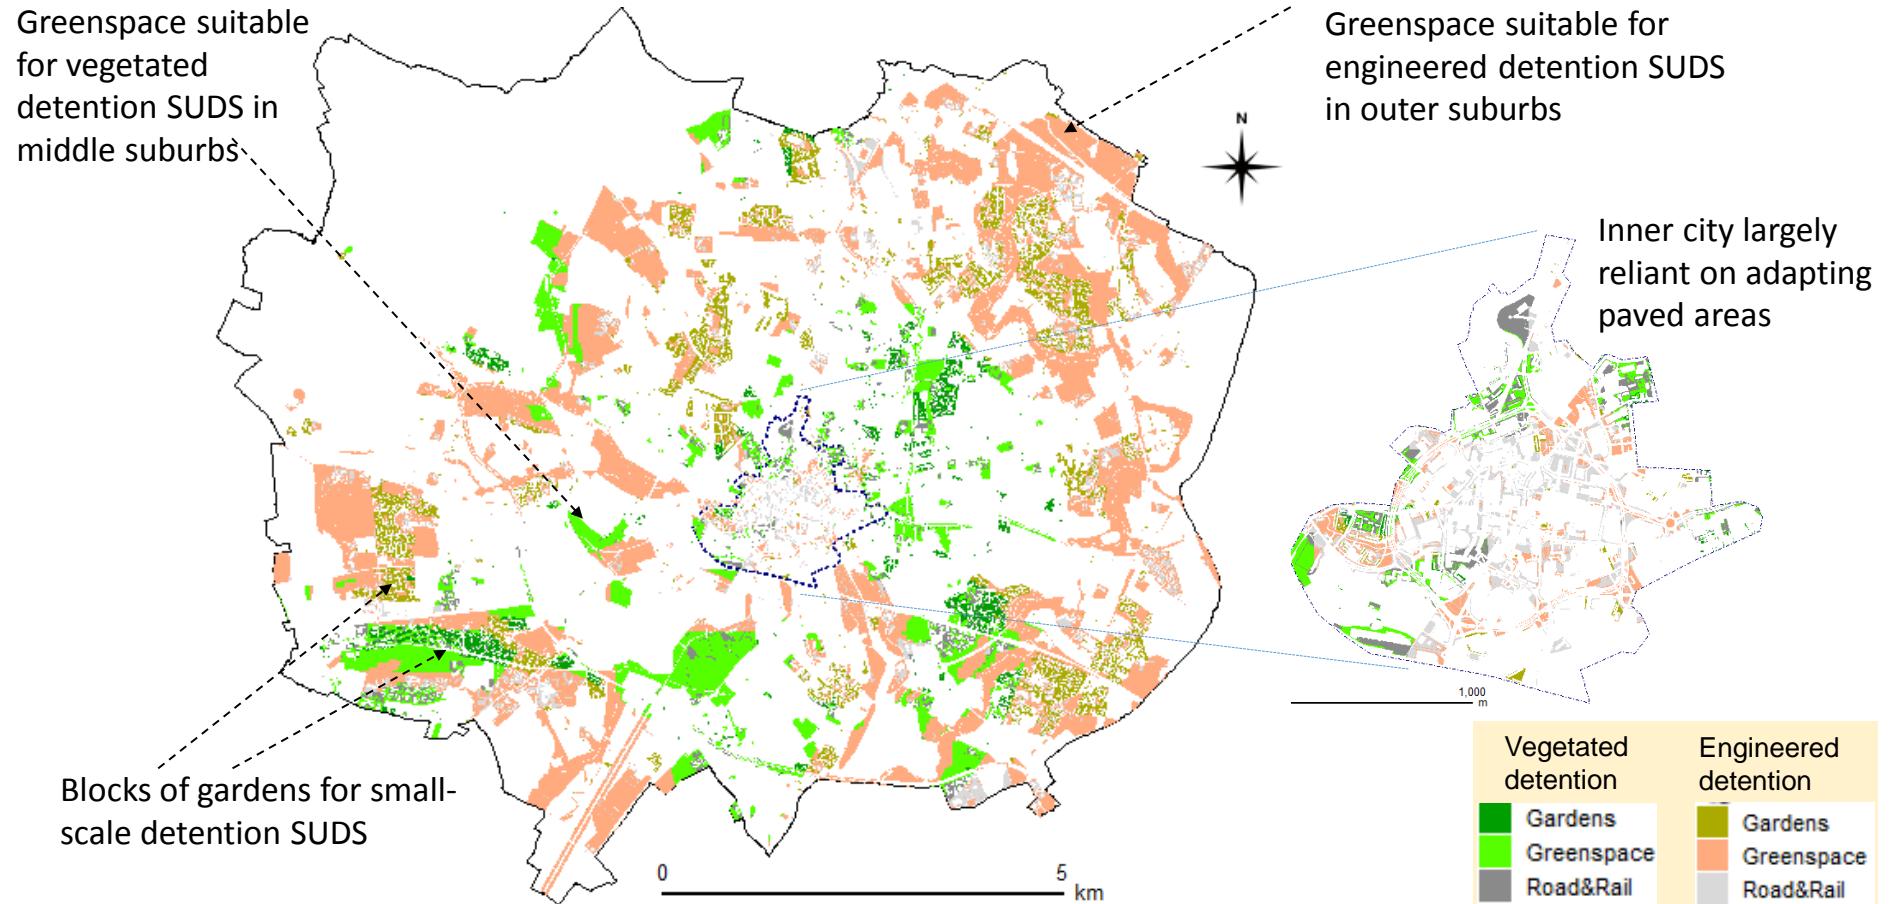 Greenspace suitable
for vegetated
detention SUDS in
middle suburbs
Greenspace suitable for
engineered detention SUDS
in outer suburbs
N
Inner city largely
reliant on adapting
paved areas
1,000
m
Blocks of gardens for small-
scale detention SUDS
0
5
km
Vegetated
detention
Gardens
Greenspace
Road&Rail
Engineered
detention
Gardens
Greenspace
Road&Rail